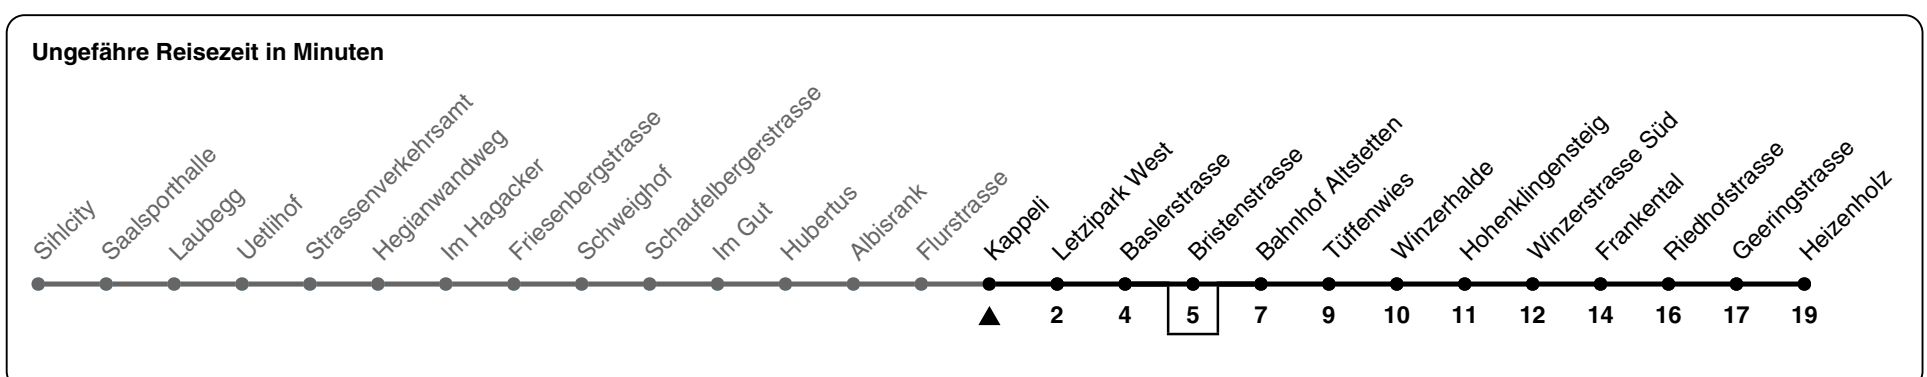 Ungefähre Reisezeit in Minuten
Sihlcity
Saalsporthalle
Laubegg
Uetlihof
Strassenverkehrsamt
Hegianwandweg
Im Hagacker
Friesenbergstrasse
Schweighof
Schaufelbergerstrasse
Im Gut
Hubertus
Albisrank
Flurstrasse
Kappeli
Letzipark West
Baslerstrasse
Bristenstrasse
Bahnhof Altstetten
Tüffenwies
Winzerhalde
Hohenklingensteig
Winzerstrasse Süd
Frankental
Riedhofstrasse
Geeringstrasse
Heizenholz
2 4 5 7 9 10 11 12 14 16 17 19